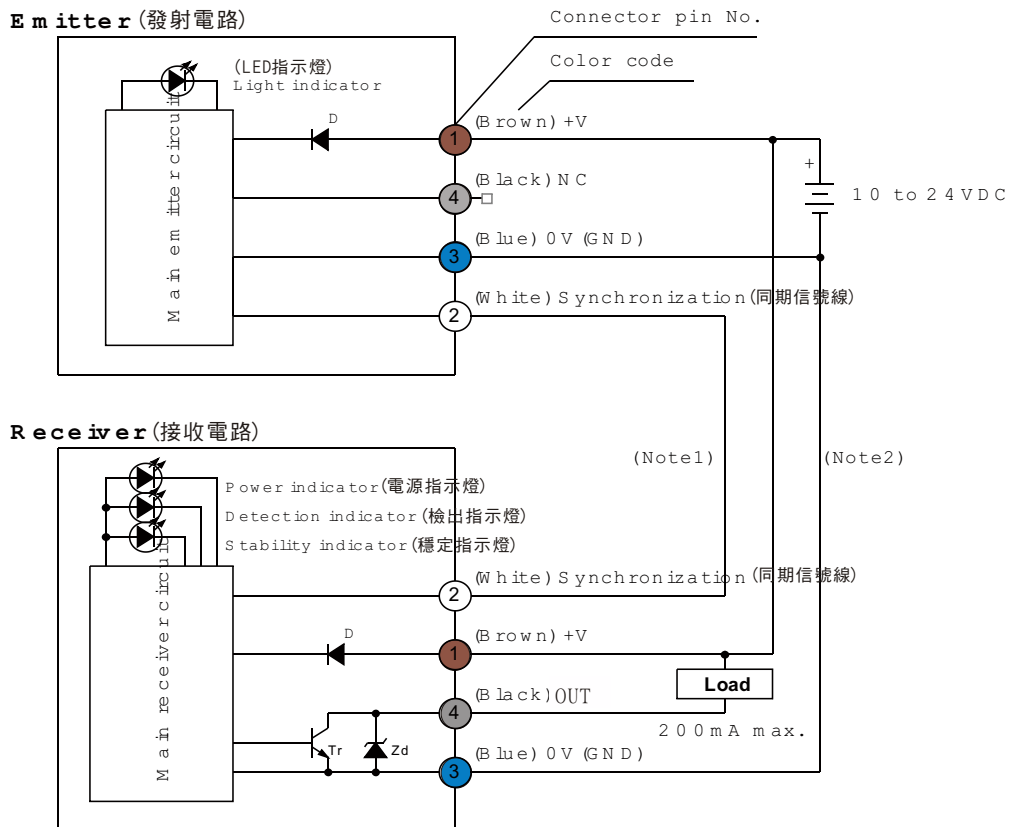 Connector pin No.
Emitter(發射電路)
Color code
(LED指示燈)
Light indicator
D
(Brown)+V
1
+
Main emitter circuit
(Black)NC
4
10 to 24VDC
(Blue)0V(GND)
3
(White)Synchronization(同期信號線)
2
Receiver(接收電路)
(Note1)
(Note2)
Power indicator(電源指示燈)
Detection indicator(檢出指示燈)
Stability indicator(穩定指示燈)
Main receiver circuit
(White)Synchronization(同期信號線)
2
D
(Brown)+V
1
Load
(Black)OUT
4
200mA max.
Tr
Zd
(Blue)0V(GND)
3